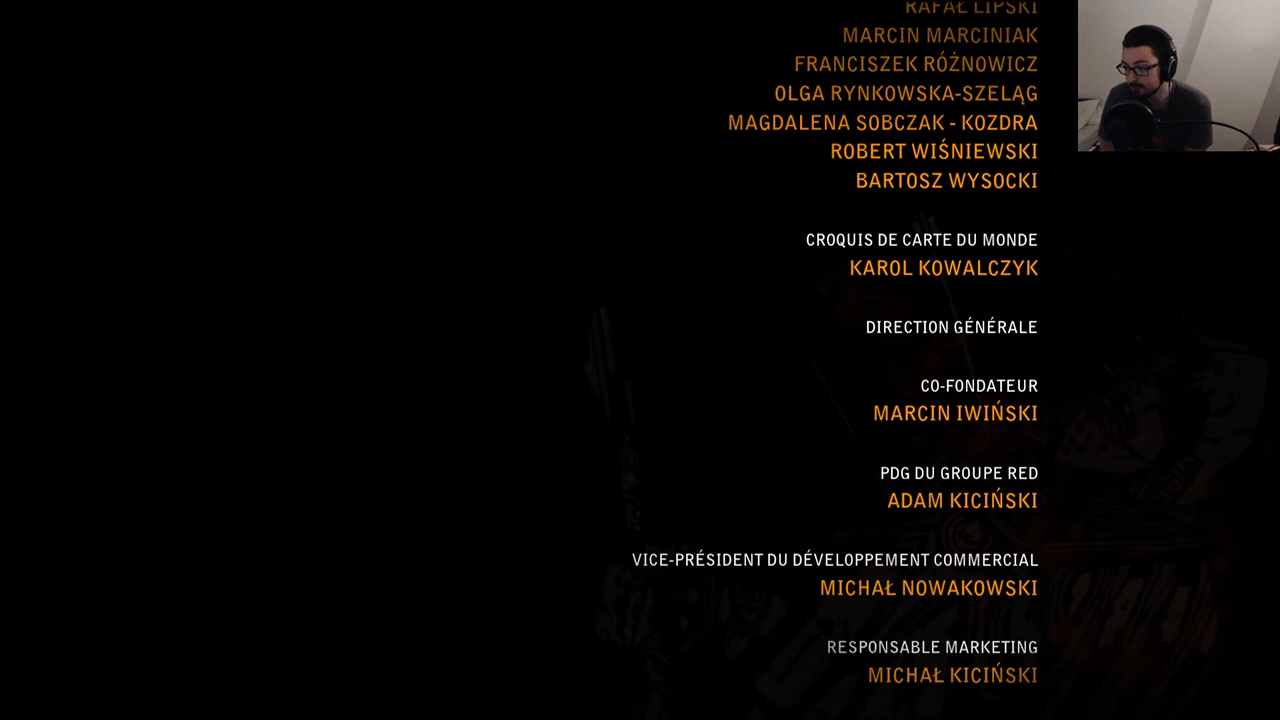 RAFAŁ LIPSKI
MARCIN MARCINIAK
FRANCISZEK RÓŻNOWICZ
OLGA RYNKOWSKA-SZELĄG
MAGDALENA SOBCZAK - KOZDRA
ROBERT WIŚNIEWSKI
BARTOSZ WYSOCKI
CROQUIS DE CARTE DU MONDE
KAROL KOWALCZYK
DIRECTION GÉNÉRALE
CO-FONDATEUR
MARCIN IWIŃSKI
PDG DU GROUPE RED
ADAM KICIŃSKI
VICE-PRÉSIDENT DU DÉVELOPPEMENT COMMERCIAL
MICHAŁ NOWAKOWSKI
RESPONSABLE MARKETING
MICHAŁ KICIŃSKI